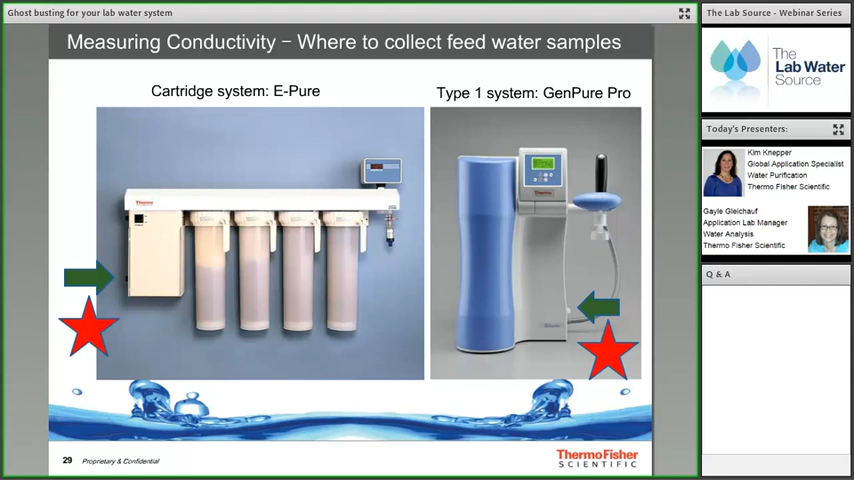 Ghost busting for your lab water system
Measuring Conductivity – Where to collect feed water samples
Cartridge system: E-Pure
Type 1 system: GenPure Pro
Thermo
Thermo
29 Proprietary & Confidential
ThermoFisher
SCIENTIFIC
The Lab Source - Webinar Series
The
Lab Water
Source
Today's Presenters:
Kim Knepper
Global Application Specialist
Water Purification
Thermo Fisher Scientific
Gayle Gleichauf
Application Lab Manager
Water Analysis
Thermo Fisher Scientific
Q & A